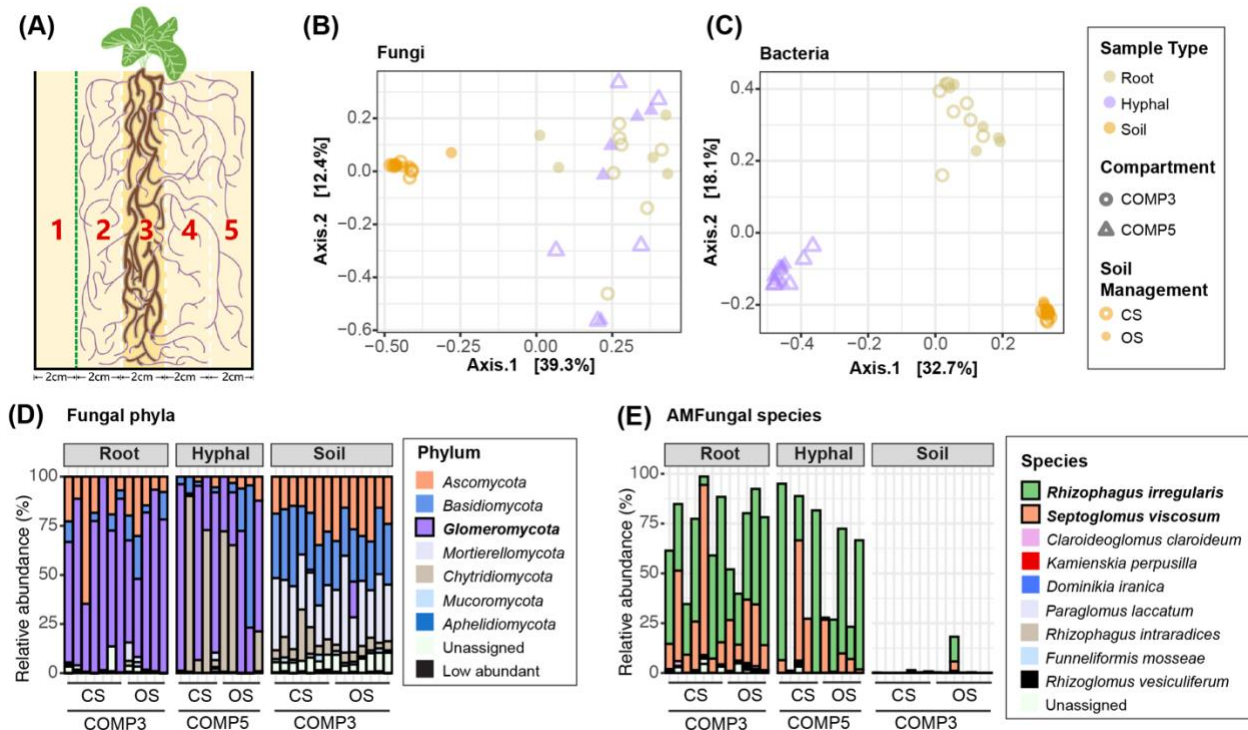 (A)
1 2 3 4 5
2cm 2cm 2cm 2cm 2cm
(B)
Fungi
Axis.2 [12.4%]
0.2
0.0
−0.2
−0.4
−0.6
−0.50 −0.25 0.00 0.25
Axis.1 [39.3%]
(C)
Bacteria
Axis.2 [18.1%]
0.4
0.2
0.0
−0.2
−0.4 −0.2 0.0 0.2
Axis.1 [32.7%]
Sample Type
Root
Hyphal
Soil
Compartment
COMP3
COMP5
Soil
Management
CS
OS
(D) Fungal phyla
Root Hyphal Soil
Relative abundance (%)
100
75
50
25
0
CS OS CS OS CS OS
COMP3 COMP5 COMP3
Phylum
Ascomycota
Basidiomycota
Glomeromycota
Mortierellomycota
Chytridiomycota
Mucoromycota
Aphelidiomycota
Unassigned
Low abundant
(E) AMFungal species
Root Hyphal Soil
Relative abundance (%)
100
75
50
25
0
CS OS CS OS CS OS
COMP3 COMP5 COMP3
Species
Rhizophagus irregularis
Septoglomus viscosum
Claroideoglomus claroideum
Kamienskia perpusilla
Dominikia iranica
Paraglomus laccatum
Rhizophagus intraradices
Funneliformis mosseae
Rhizoglomus vesiculiferum
Unassigned